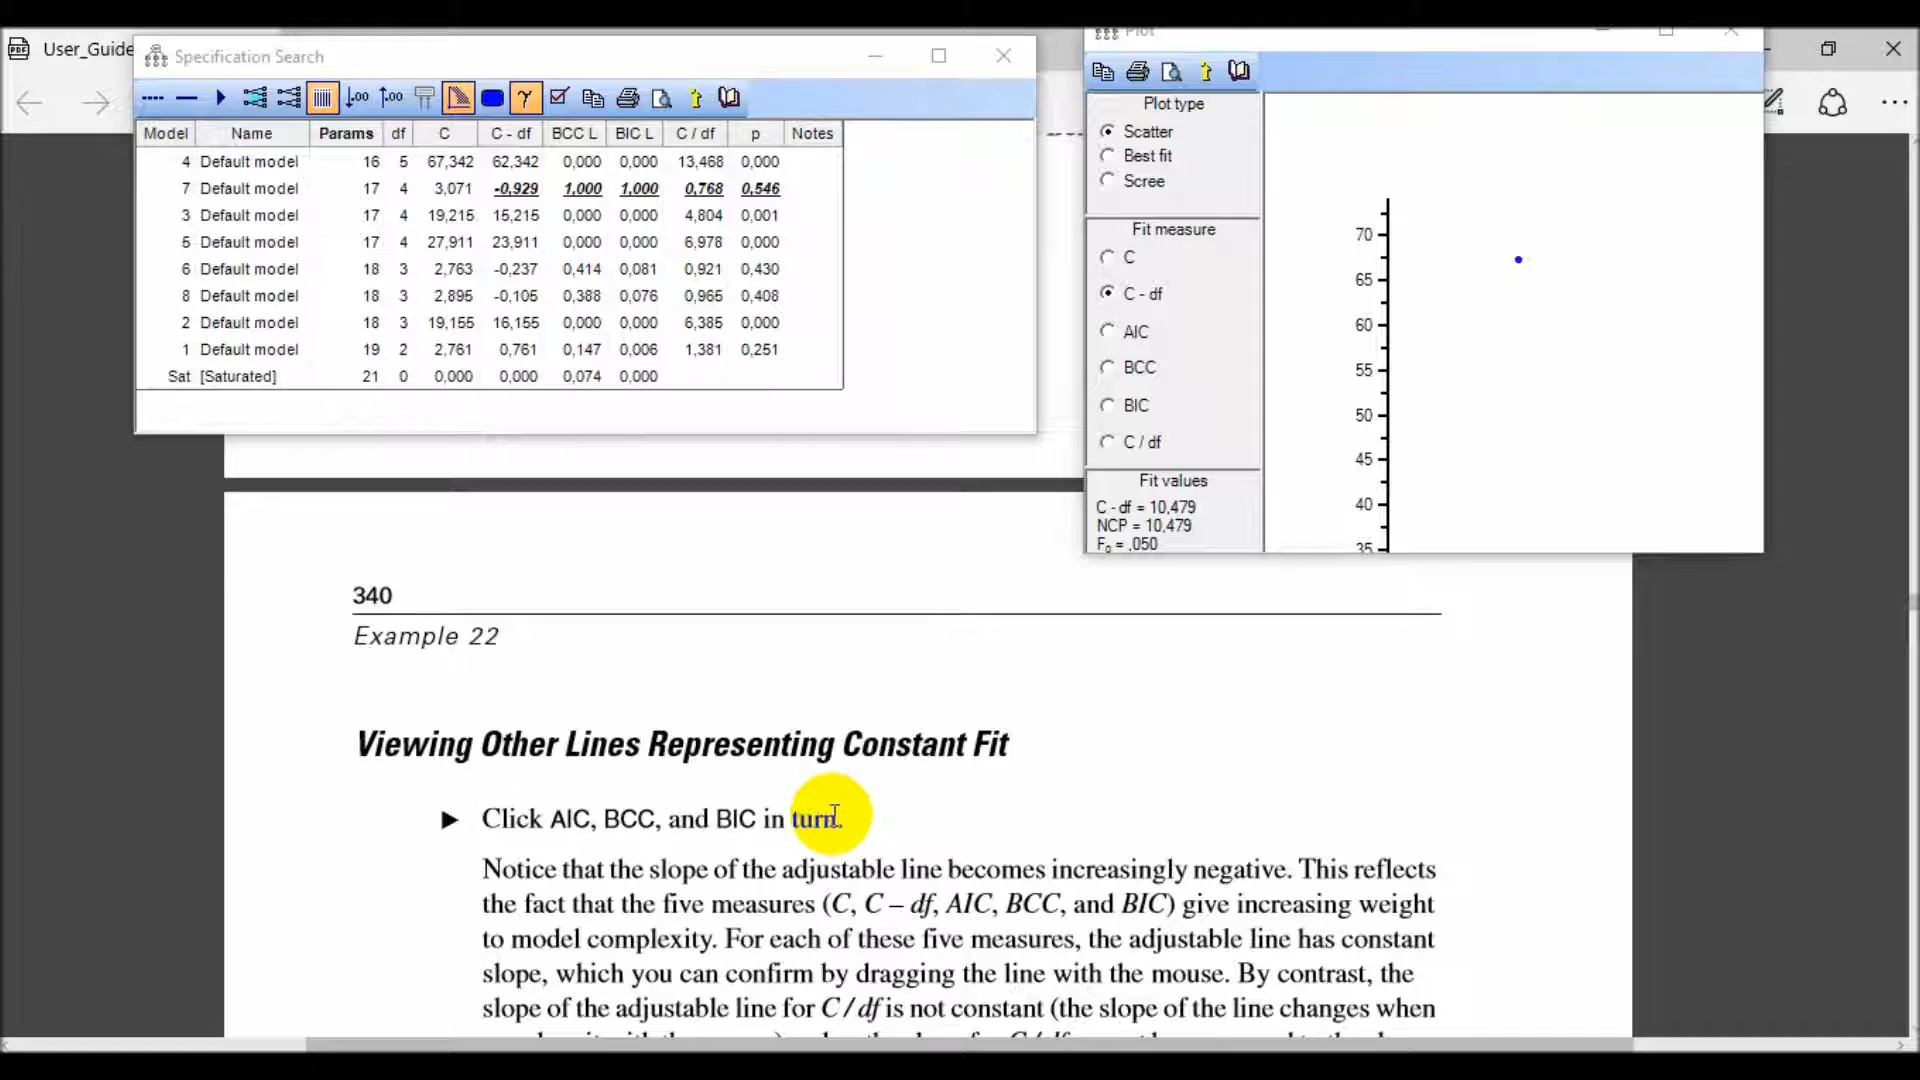 User_Guide
Specification Search
Model Name Params df C C - df BCC L BIC L C / df p Notes
4 Default model 16 5 67,342 62,342 0,000 0,000 13,468 0,000
7 Default model 17 4 3,071 -0,929 1,000 1,000 0,768 0,546
3 Default model 17 4 19,215 15,215 0,000 0,000 4,804 0,001
5 Default model 17 4 27,911 23,911 0,000 0,000 6,978 0,000
6 Default model 18 3 2,763 -0,237 0,414 0,081 0,921 0,430
8 Default model 18 3 2,895 -0,105 0,388 0,076 0,965 0,408
2 Default model 18 3 19,155 16,155 0,000 0,000 6,385 0,000
1 Default model 19 2 2,761 0,761 0,147 0,006 1,381 0,251
Sat [Saturated] 21 0 0,000 0,000 0,074 0,000
Plot
Plot type
Scatter
Best fit
Scree
Fit measure
C
C - df
AIC
BCC
BIC
C / df
Fit values
C - df = 10,479
NCP = 10,479
F0 = ,050
70
65
60
55
50
45
40
35
340
Example 22
Viewing Other Lines Representing Constant Fit
Click AIC, BCC, and BIC in turn.
Notice that the slope of the adjustable line becomes increasingly negative. This reflects
the fact that the five measures (C, C – df, AIC, BCC, and BIC) give increasing weight
to model complexity. For each of these five measures, the adjustable line has constant
slope, which you can confirm by dragging the line with the mouse. By contrast, the
slope of the adjustable line for C / df is not constant (the slope of the line changes when